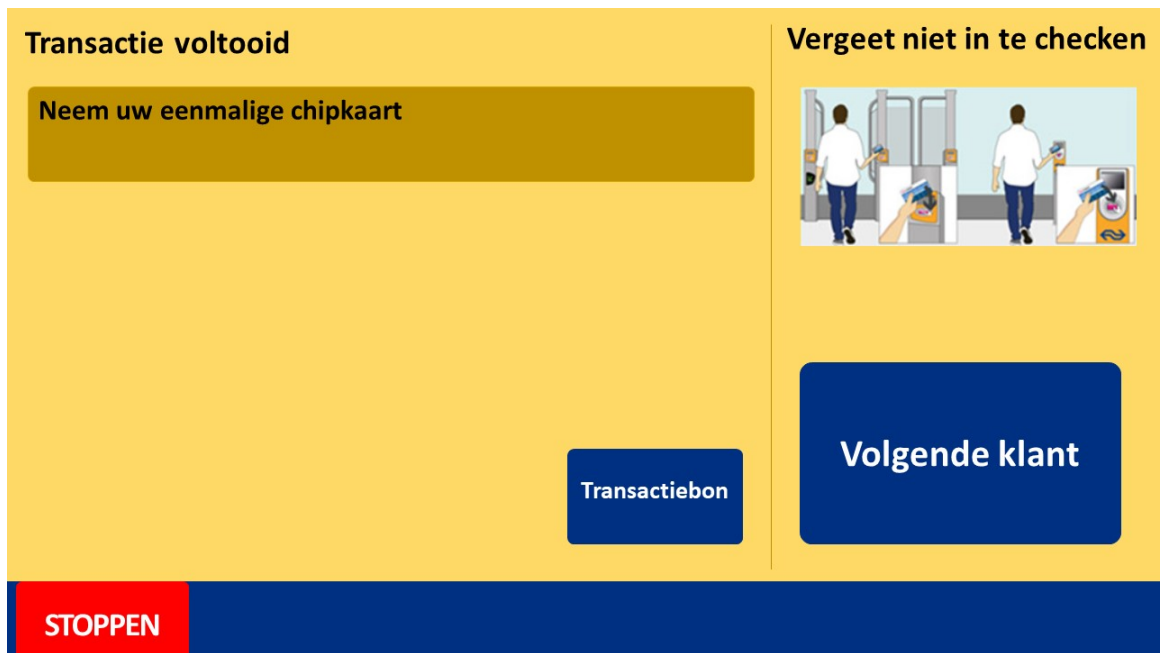 Transactie voltooid
Neem uw eenmalige chipkaart
Transactiebon
Vergeet niet in te checken
Volgende klant
STOPPEN